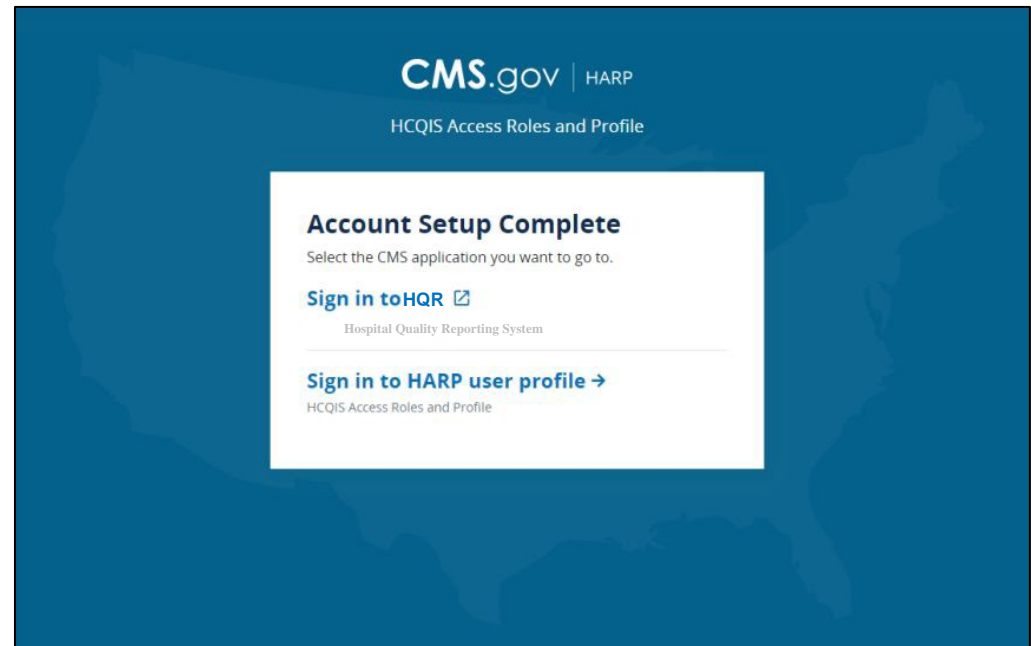 CMS.gov | HARP
HCQIS Access Roles and Profile
Account Setup Complete
Select the CMS application you want to go to.
Sign in toHQR
Hospital Quality Reporting System
Sign in to HARP user profile →
HCQIS Access Roles and Profile